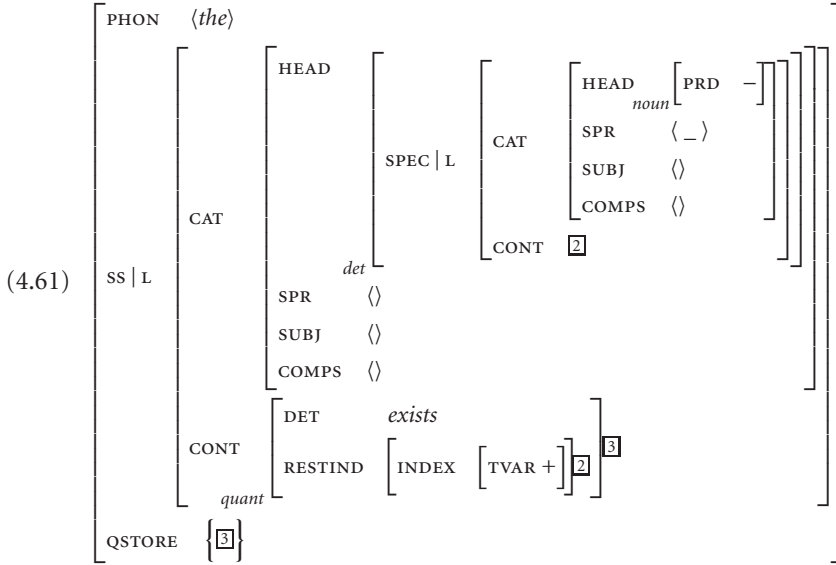 PHON ⟨the⟩
HEAD
HEAD noun [PRD −]
SPR ⟨_⟩
SUBJ ⟨⟩
COMPS ⟨⟩
CAT
SPEC | L
CONT 2
CAT
det
SPR ⟨⟩
SUBJ ⟨⟩
COMPS ⟨⟩
(4.61) SS | L
DET exists
CONT
RESTIND [INDEX [TVAR +]] 2
3
quant
QSTORE {3}